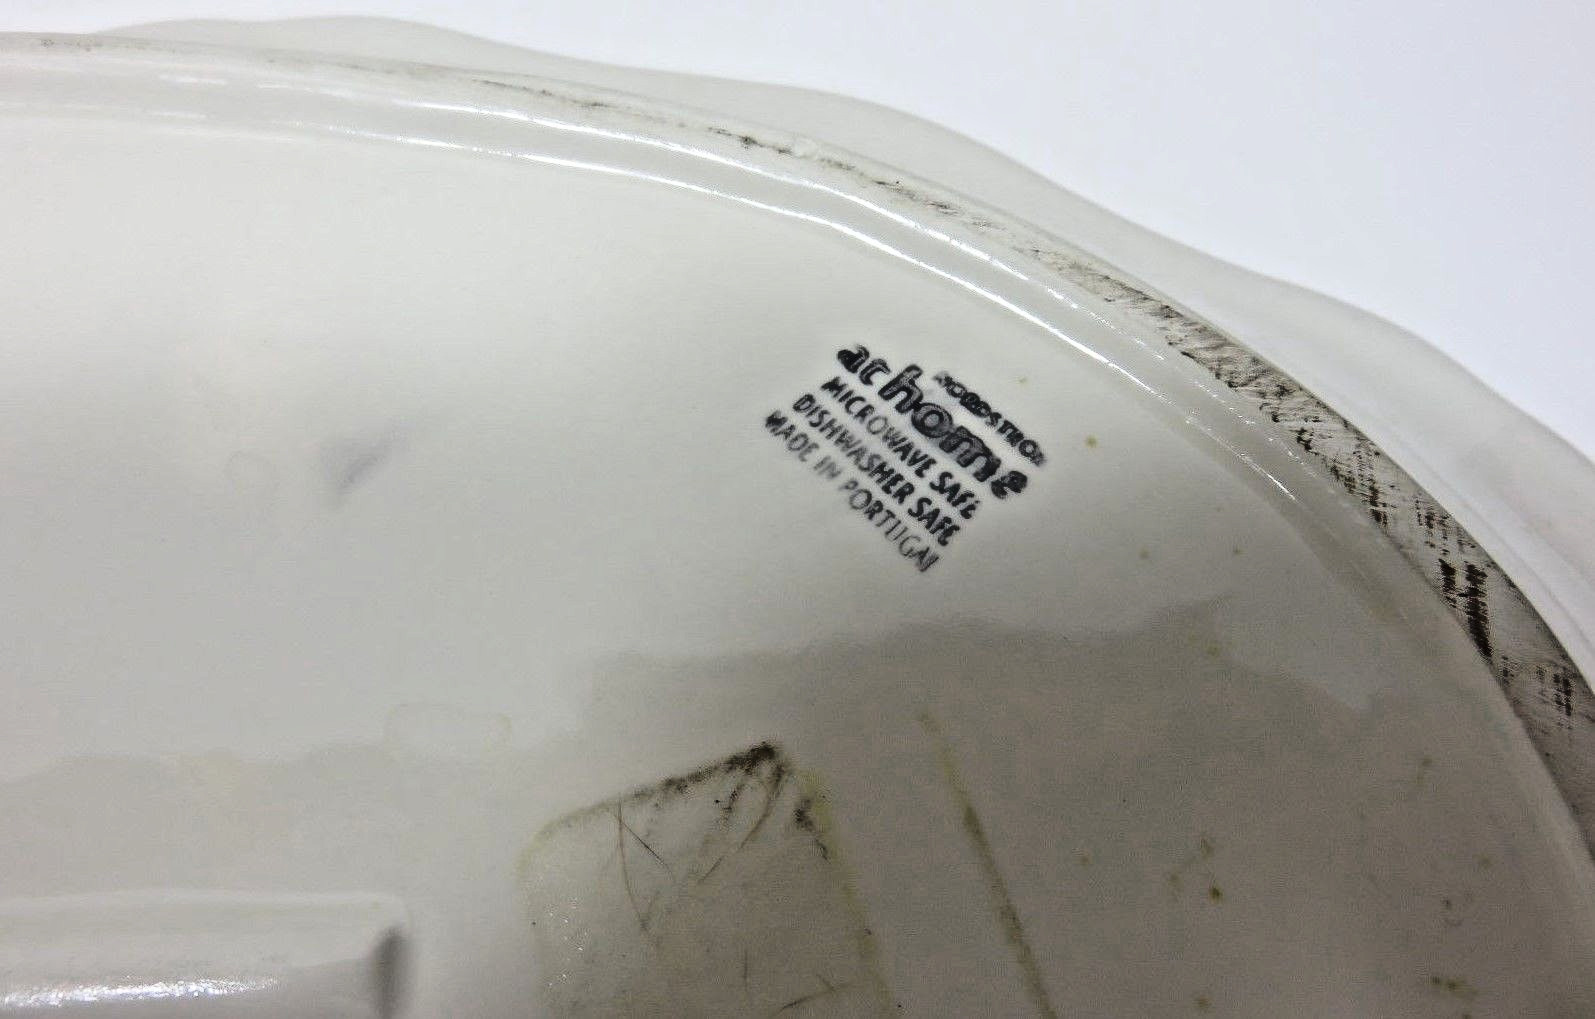 NORDSTROM
at home
MICROWAVE SAFE
DISHWASHER SAFE
MADE IN PORTUGAL